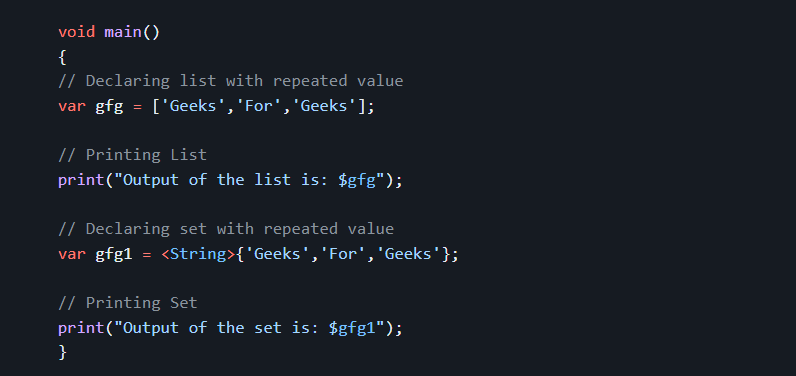 void main()
{
// Declaring list with repeated value
var gfg = ['Geeks','For','Geeks'];
// Printing List
print("Output of the list is: $gfg");
// Declaring set with repeated value
var gfg1 = <String>{'Geeks','For','Geeks'};
// Printing Set
print("Output of the set is: $gfg1");
}